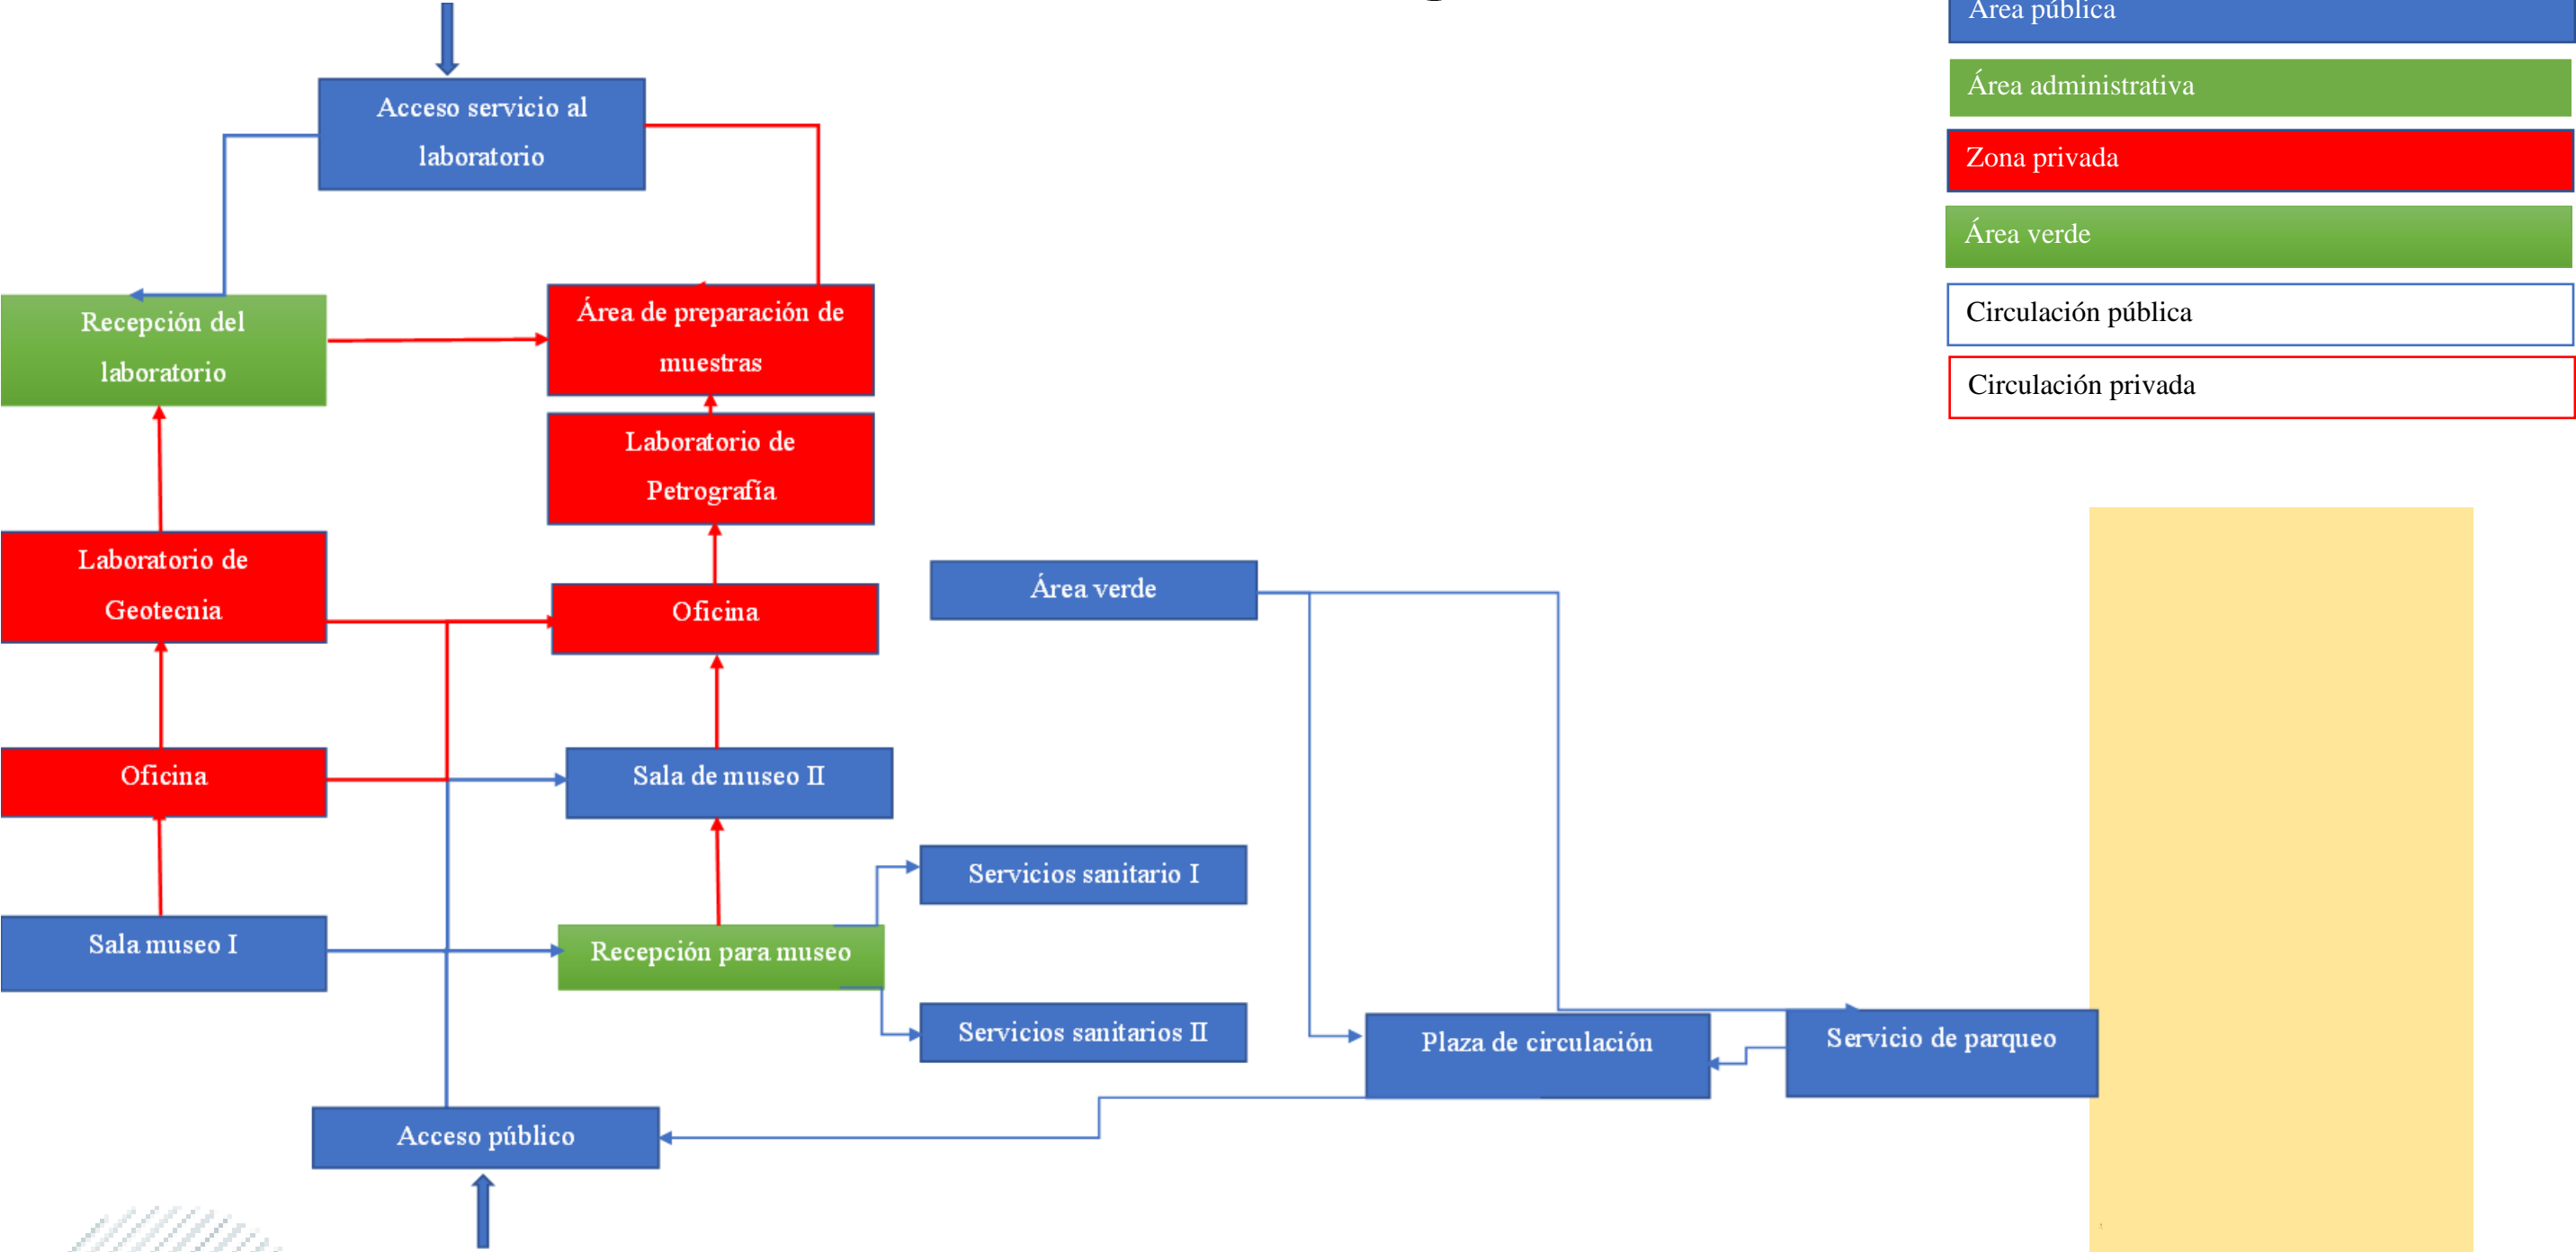 Área pública
Área administrativa
Zona privada
Área verde
Circulación pública
Circulación privada
Acceso servicio al
laboratorio
Recepción del
laboratorio
Área de preparación de
muestras
Laboratorio de
Petrografía
Laboratorio de
Geotecnia
Oficina
Área verde
Oficina
Sala de museo II
Servicios sanitario I
Sala museo I
Recepción para museo
Servicios sanitarios II
Plaza de circulación
Servicio de parqueo
Acceso público